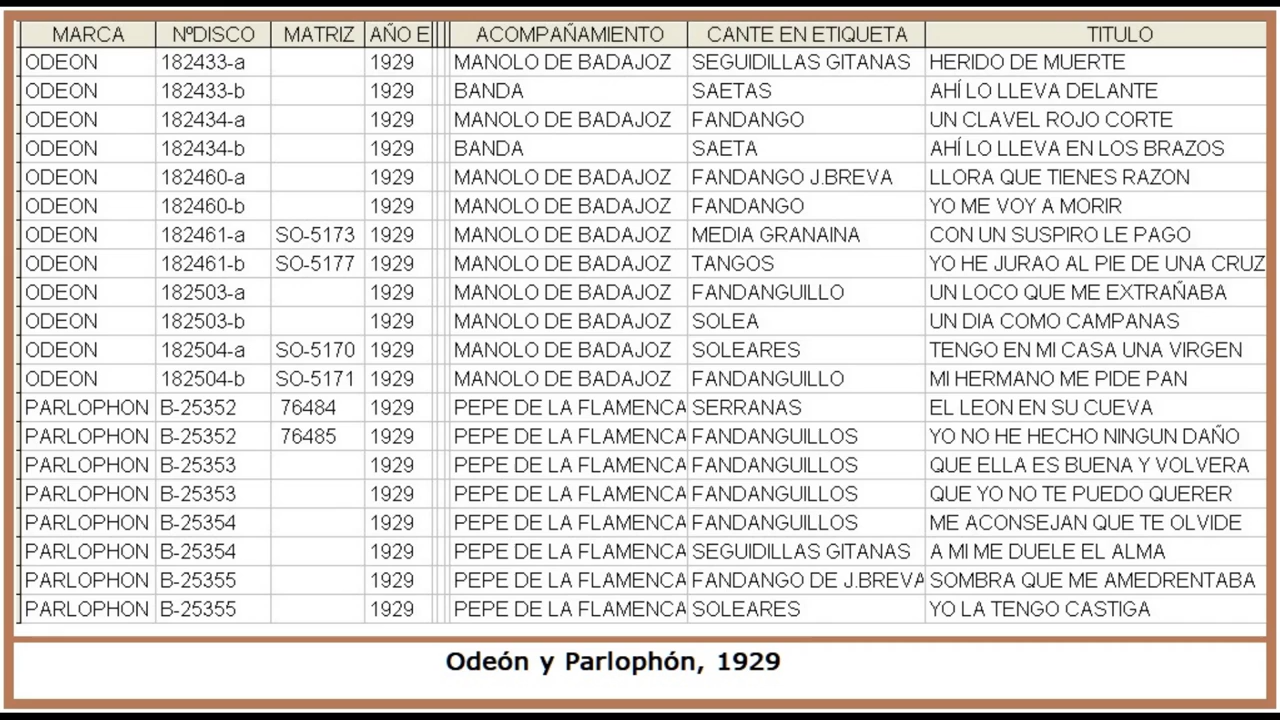 MARCA NºDISCO MATRIZ AÑO E ACOMPAÑAMIENTO CANTE EN ETIQUETA TITULO
ODEON 182433-a 1929 MANOLO DE BADAJOZ SEGUIDILLAS GITANAS HERIDO DE MUERTE
ODEON 182433-b 1929 BANDA SAETAS AHÍ LO LLEVA DELANTE
ODEON 182434-a 1929 MANOLO DE BADAJOZ FANDANGO UN CLAVEL ROJO CORTE
ODEON 182434-b 1929 BANDA SAETA AHÍ LO LLEVA EN LOS BRAZOS
ODEON 182460-a 1929 MANOLO DE BADAJOZ FANDANGO J.BREVA LLORA QUE TIENES RAZON
ODEON 182460-b 1929 MANOLO DE BADAJOZ FANDANGO YO ME VOY A MORIR
ODEON 182461-a SO-5173 1929 MANOLO DE BADAJOZ MEDIA GRANAINA CON UN SUSPIRO LE PAGO
ODEON 182461-b SO-5177 1929 MANOLO DE BADAJOZ TANGOS YO HE JURAO AL PIE DE UNA CRUZ
ODEON 182503-a 1929 MANOLO DE BADAJOZ FANDANGUILLO UN LOCO QUE ME EXTRAÑABA
ODEON 182503-b 1929 MANOLO DE BADAJOZ SOLEA UN DIA COMO CAMPANAS
ODEON 182504-a SO-5170 1929 MANOLO DE BADAJOZ SOLEARES TENGO EN MI CASA UNA VIRGEN
ODEON 182504-b SO-5171 1929 MANOLO DE BADAJOZ FANDANGUILLO MI HERMANO ME PIDE PAN
PARLOPHON B-25352 76484 1929 PEPE DE LA FLAMENCA SERRANAS EL LEON EN SU CUEVA
PARLOPHON B-25352 76485 1929 PEPE DE LA FLAMENCA FANDANGUILLOS YO NO HE HECHO NINGUN DAÑO
PARLOPHON B-25353 1929 PEPE DE LA FLAMENCA FANDANGUILLOS QUE ELLA ES BUENA Y VOLVERA
PARLOPHON B-25353 1929 PEPE DE LA FLAMENCA FANDANGUILLOS QUE YO NO TE PUEDO QUERER
PARLOPHON B-25354 1929 PEPE DE LA FLAMENCA FANDANGUILLOS ME ACONSEJAN QUE TE OLVIDE
PARLOPHON B-25354 1929 PEPE DE LA FLAMENCA SEGUIDILLAS GITANAS A MI ME DUELE EL ALMA
PARLOPHON B-25355 1929 PEPE DE LA FLAMENCA FANDANGO DE J.BREVA SOMBRA QUE ME AMEDRENTABA
PARLOPHON B-25355 1929 PEPE DE LA FLAMENCA SOLEARES YO LA TENGO CASTIGA
Odeón y Parlophón, 1929